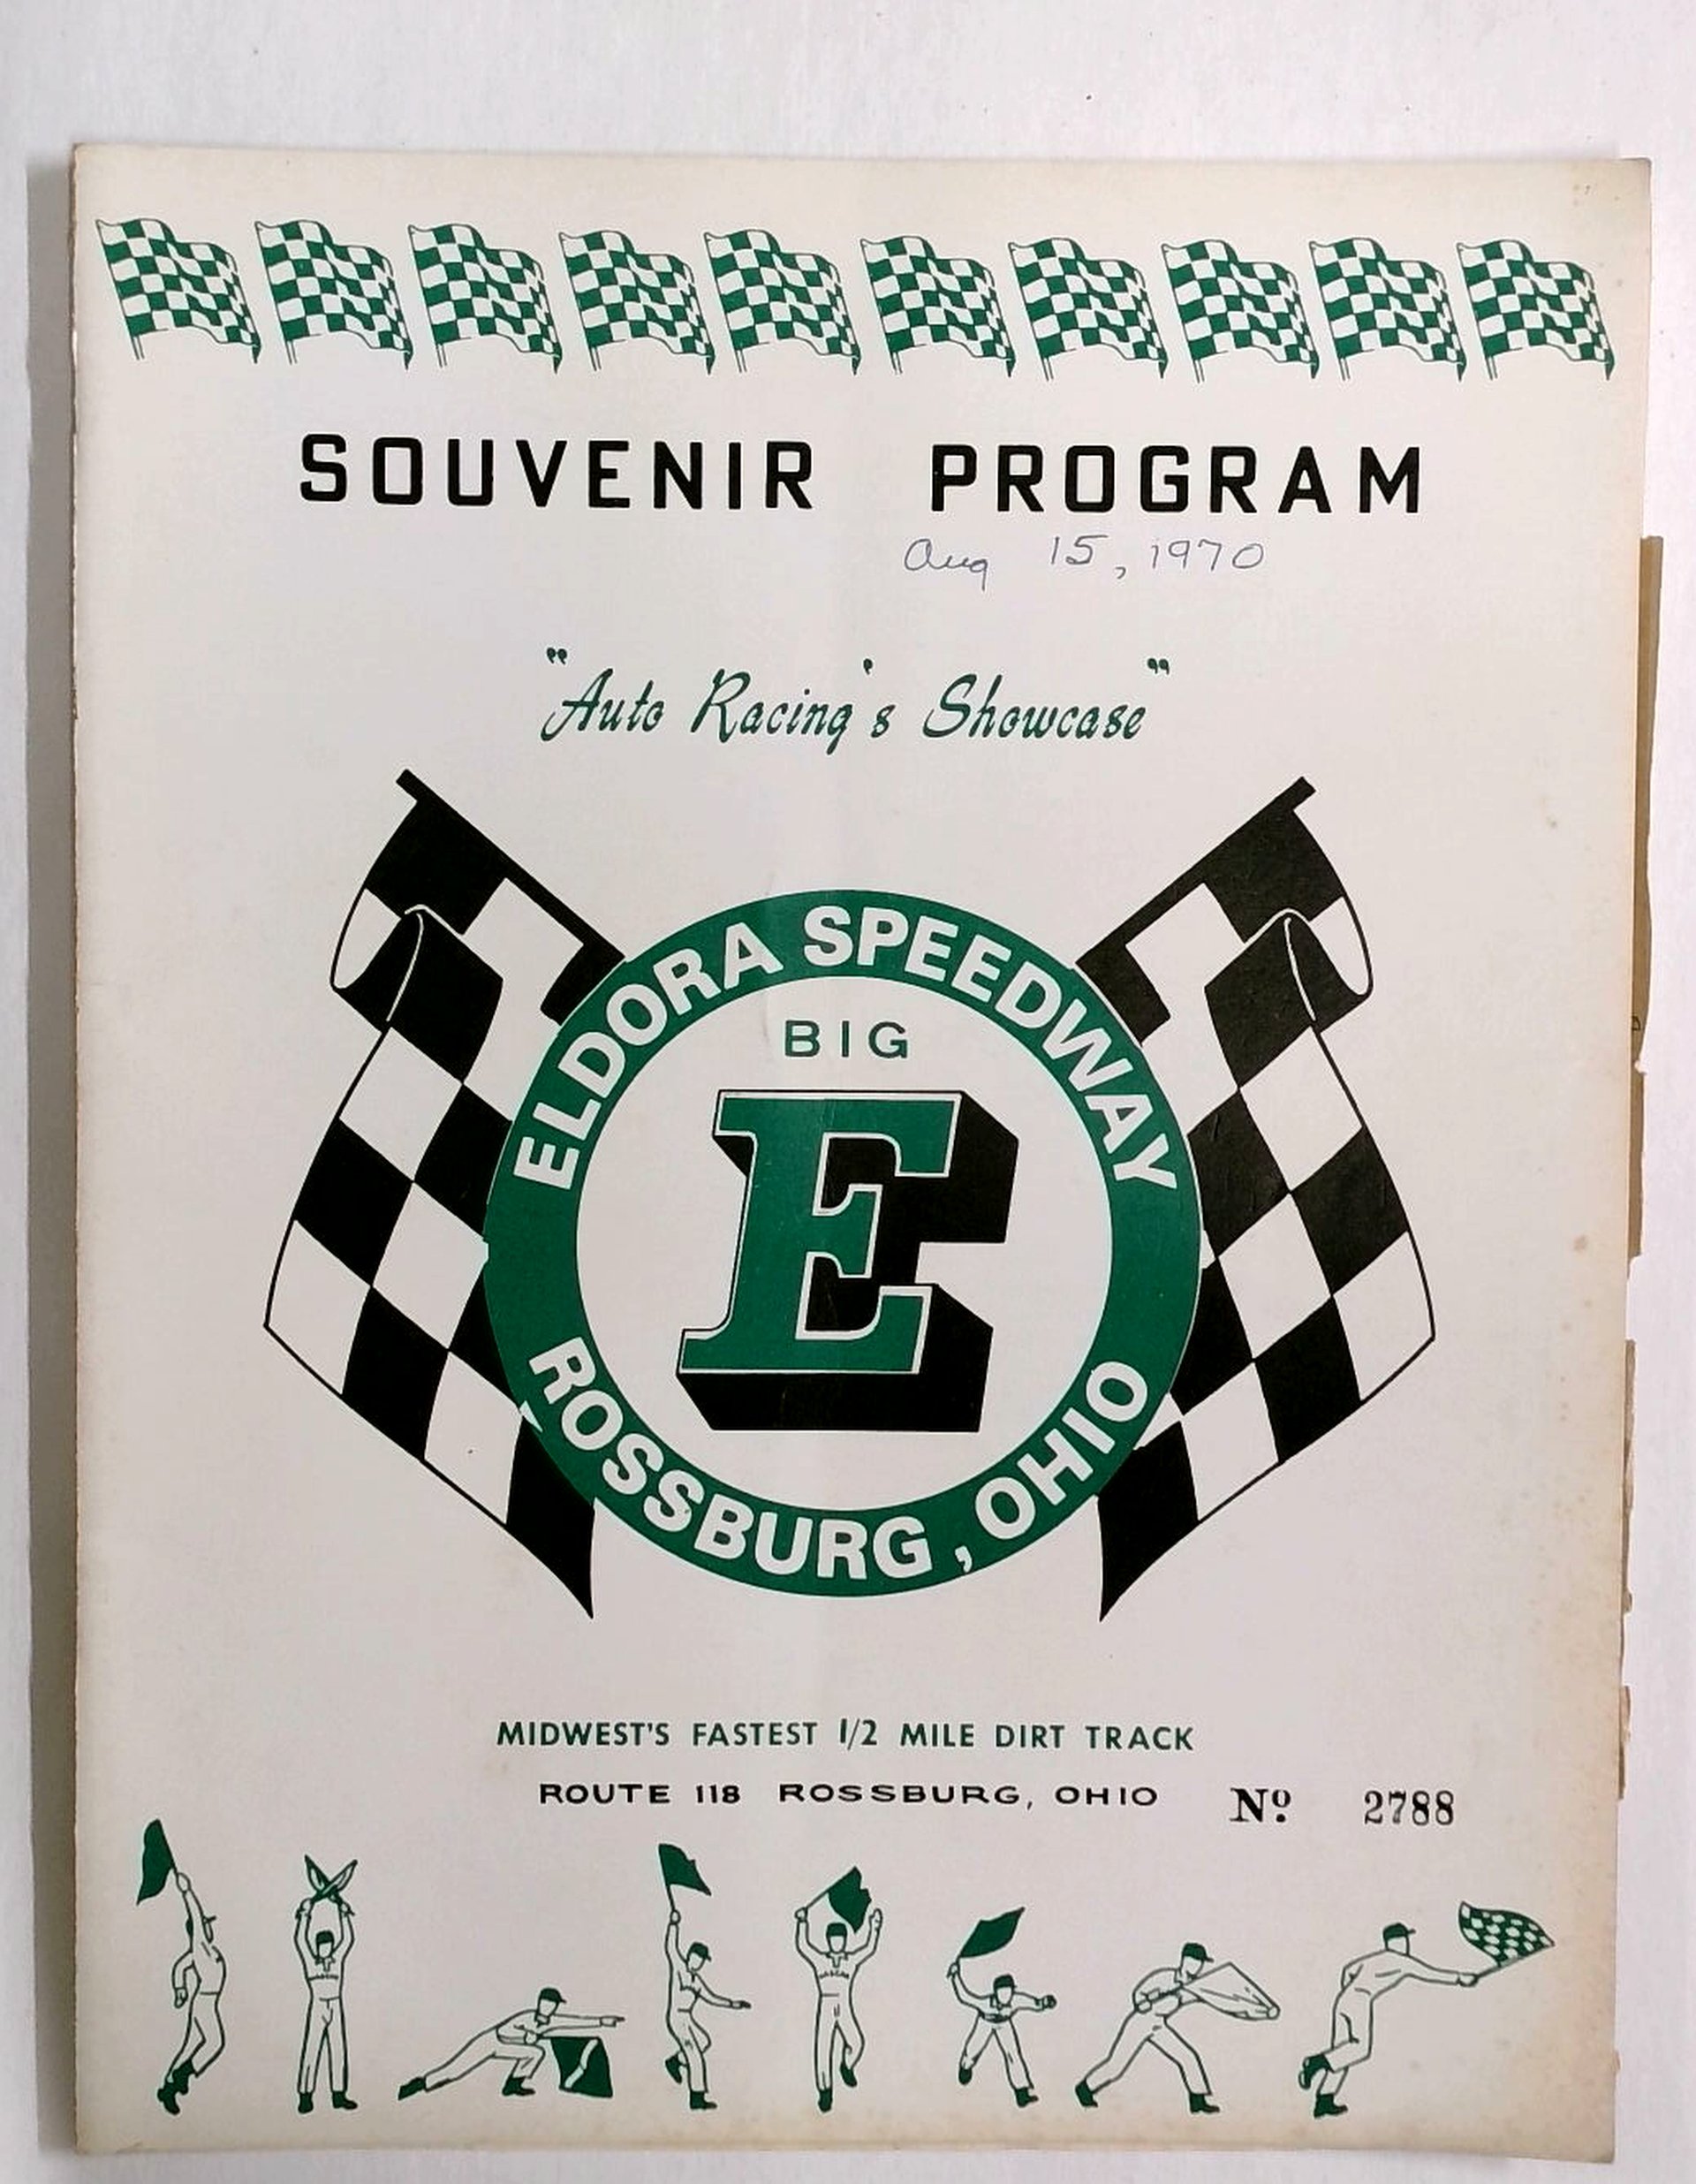 SOUVENIR PROGRAM
Aug 15, 1970
"Auto Racing's Showcase"
ELDORA SPEEDWAY
BIG
E
ROSSBURG, OHIO
MIDWEST'S FASTEST 1/2 MILE DIRT TRACK
ROUTE 118 ROSSBURG, OHIO Nº 2788